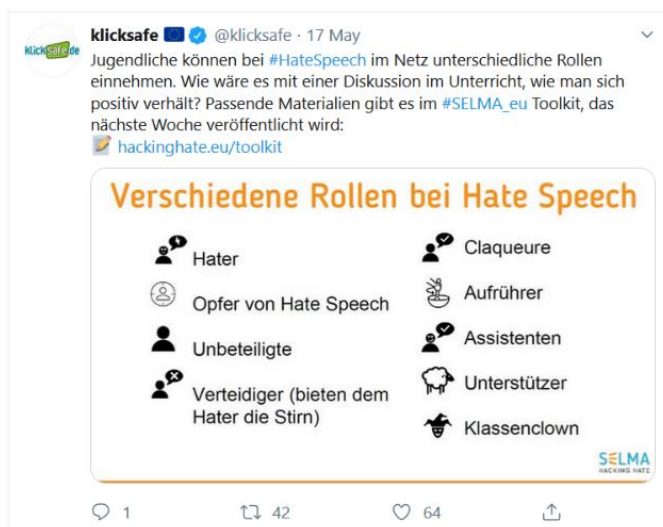 klicksafe @klicksafe · 17 May
klicksafe.de
Jugendliche können bei #HateSpeech im Netz unterschiedliche Rollen
einnehmen. Wie wäre es mit einer Diskussion im Unterricht, wie man sich
positiv verhält? Passende Materialien gibt es im #SELMA_eu Toolkit, das
nächste Woche veröffentlicht wird:
hackinghate.eu/toolkit
Verschiedene Rollen bei Hate Speech
Hater
Opfer von Hate Speech
Unbeteiligte
Verteidiger (bieten dem
Hater die Stirn)
Claqueure
Aufrührer
Assistenten
Unterstützer
Klassenclown
SELMA
HACKING HATE
1 42 64